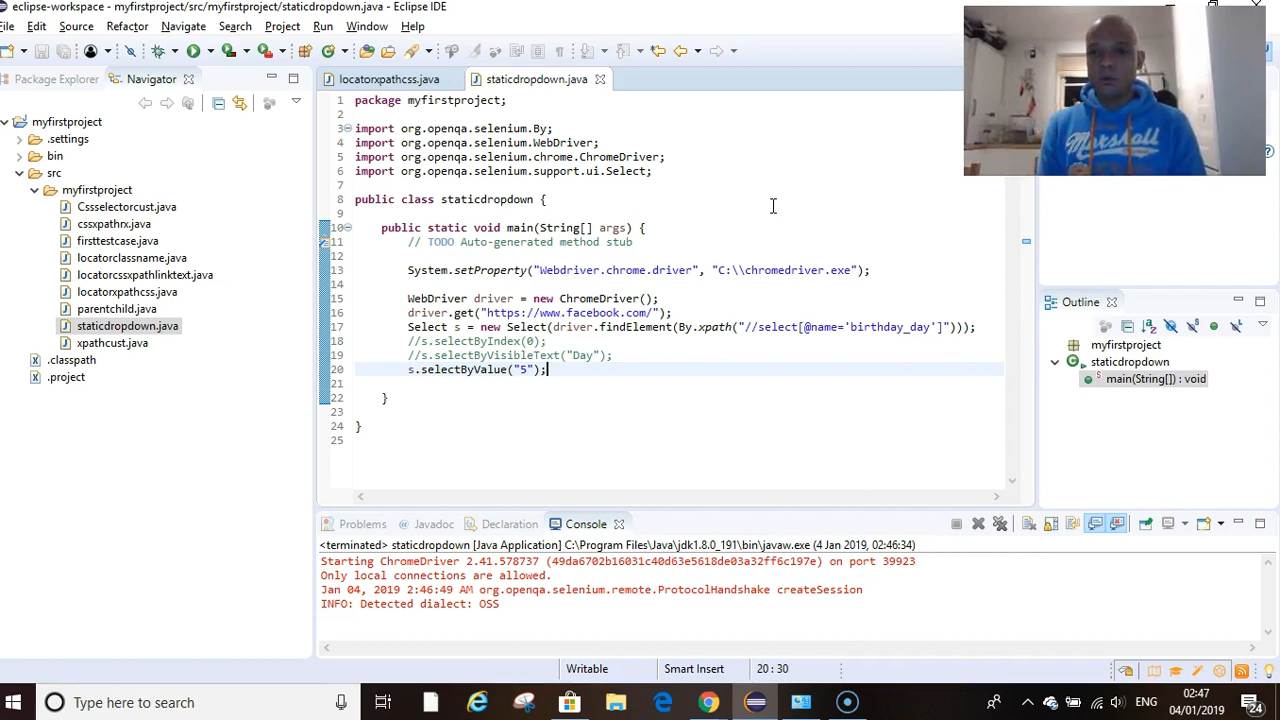 eclipse-workspace - myfirstproject/src/myfirstproject/staticdropdown.java - Eclipse IDE
File Edit Source Refactor Navigate Search Project Run Window Help
Package Explorer Navigator
myfirstproject
.settings
bin
src
myfirstproject
Cssselectorcust.java
cssxpathrx.java
firsttestcase.java
locatorclassname.java
locatorcssxpathlinktext.java
locatorxpathcss.java
parentchild.java
staticdropdown.java
xpathcust.java
.classpath
.project
locatorxpathcss.java staticdropdown.java
1 package myfirstproject;
2
3 import org.openqa.selenium.By;
4 import org.openqa.selenium.WebDriver;
5 import org.openqa.selenium.chrome.ChromeDriver;
6 import org.openqa.selenium.support.ui.Select;
7
8 public class staticdropdown {
9
10 public static void main(String[] args) {
11 // TODO Auto-generated method stub
12
13 System.setProperty("Webdriver.chrome.driver", "C:\\chromedriver.exe");
14
15 WebDriver driver = new ChromeDriver();
16 driver.get("https://www.facebook.com/");
17 Select s = new Select(driver.findElement(By.xpath("//select[@name='birthday_day']")));
18 //s.selectByIndex(0);
19 //s.selectByVisibleText("Day");
20 s.selectByValue("5");
21
22 }
23
24 }
25
Marshall
Outline
myfirstproject
staticdropdown
main(String[]) : void
Problems Javadoc Declaration Console
<terminated> staticdropdown [Java Application] C:\Program Files\Java\jdk1.8.0_191\bin\javaw.exe (4 Jan 2019, 02:46:34)
Starting ChromeDriver 2.41.578737 (49da6702b16031c40d63e5618de03a32ff6c197e) on port 39923
Only local connections are allowed.
Jan 04, 2019 2:46:49 AM org.openqa.selenium.remote.ProtocolHandshake createSession
INFO: Detected dialect: OSS
Writable Smart Insert 20 : 30
Type here to search
ENG
02:47
04/01/2019
24